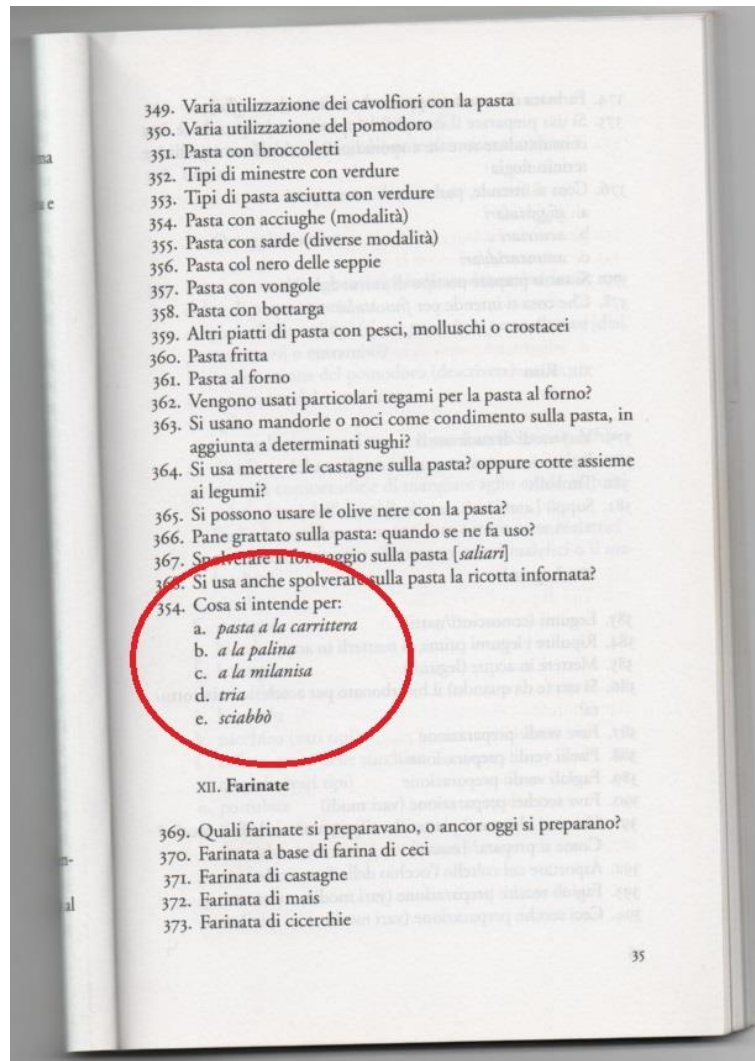 349. Varia utilizzazione dei cavolfiori con la pasta
350. Varia utilizzazione del pomodoro
351. Pasta con broccoletti
352. Tipi di minestre con verdure
353. Tipi di pasta asciutta con verdure
354. Pasta con acciughe (modalità)
355. Pasta con sarde (diverse modalità)
356. Pasta col nero delle seppie
357. Pasta con vongole
358. Pasta con bottarga
359. Altri piatti di pasta con pesci, molluschi o crostacei
360. Pasta fritta
361. Pasta al forno
362. Vengono usati particolari tegami per la pasta al forno?
363. Si usano mandorle o noci come condimento sulla pasta, in
aggiunta a determinati sughi?
364. Si usa mettere le castagne sulla pasta? oppure cotte assieme
ai legumi?
365. Si possono usare le olive nere con la pasta?
366. Pane grattato sulla pasta: quando se ne fa uso?
367. Spolverare il formaggio sulla pasta [saliari]
368. Si usa anche spolverare sulla pasta la ricotta infornata?
354. Cosa si intende per:
a. pasta a la carrittera
b. a la palina
c. a la milanisa
d. tria
e. sciabbò
XII. Farinate
369. Quali farinate si preparavano, o ancor oggi si preparano?
370. Farinata a base di farina di ceci
371. Farinata di castagne
372. Farinata di mais
373. Farinata di cicerchie
35